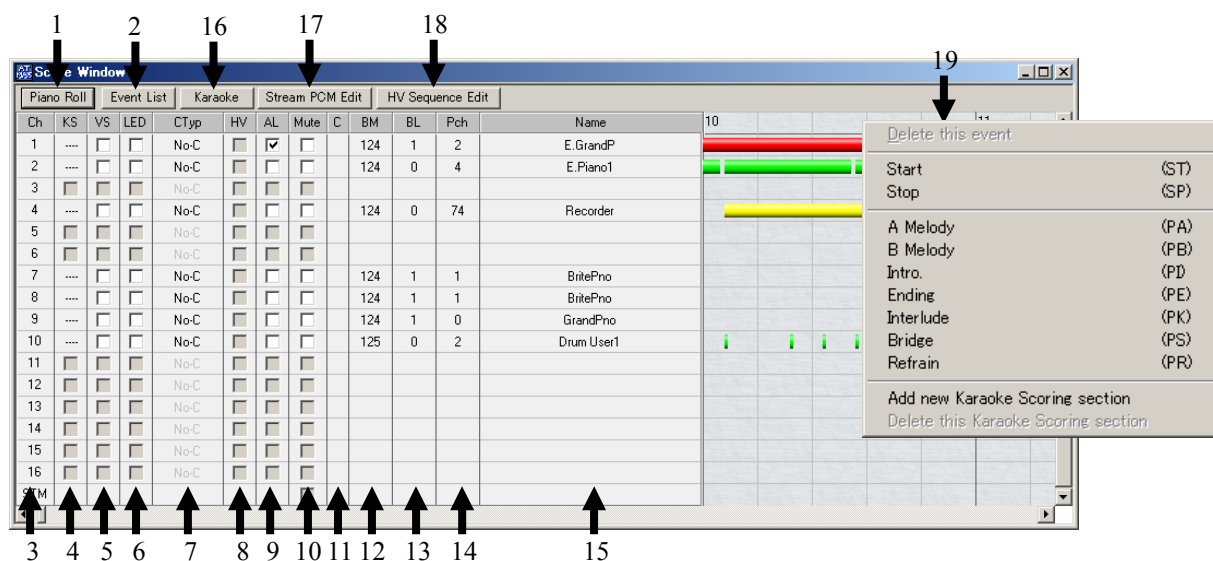 1 2 16 17 18
19
Score Window
Piano Roll Event List Karaoke Stream PCM Edit HV Sequence Edit
Ch KS VS LED CTyp HV AL Mute C BM BL Pch Name 10 11
1 ---- No-C 124 1 2 E.GrandP
2 ---- No-C 124 0 4 E.Piano1
3 No-C
4 ---- No-C 124 0 74 Recorder
5 No-C
6 No-C
7 ---- No-C 124 1 1 BritePno
8 ---- No-C 124 1 1 BritePno
9 ---- No-C 124 1 0 GrandPno
10 ---- No-C 125 0 2 Drum User1
11 No-C
12 No-C
13 No-C
14 No-C
15 No-C
16 No-C
STM
Delete this event
Start (ST)
Stop (SP)
A Melody (PA)
B Melody (PB)
Intro. (PI)
Ending (PE)
Interlude (PK)
Bridge (PS)
Refrain (PR)
Add new Karaoke Scoring section
Delete this Karaoke Scoring section
3 4 5 6 7 8 9 10 11 12 13 14 15